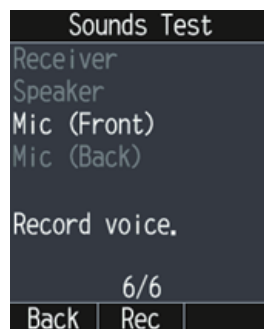 Sounds Test
Receiver
Speaker
Mic (Front)
Mic (Back)
Record voice.
6/6
Back Rec